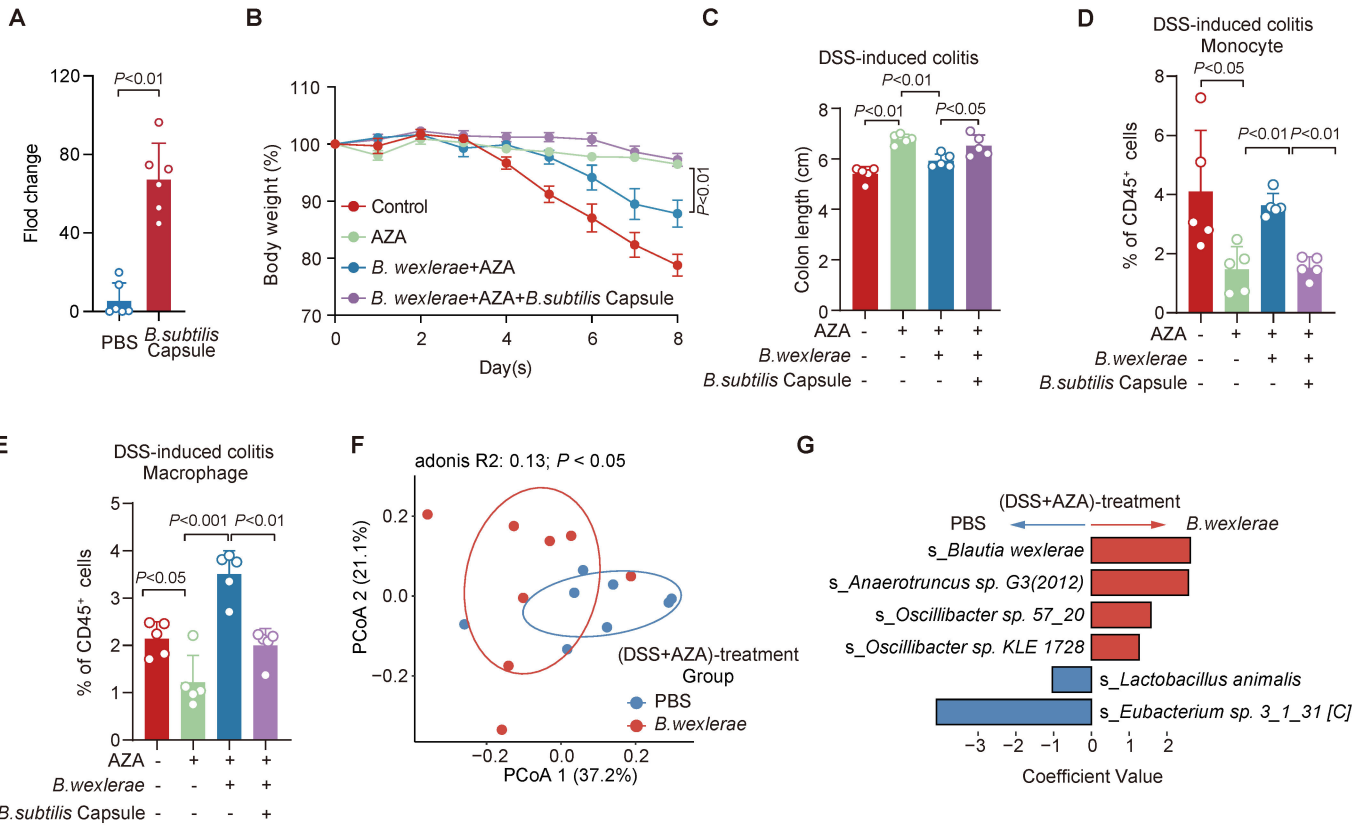 A
120
80
40
0
Flod change
P<0.01
PBS
B.subtilis
Capsule
B
110
100
90
80
70
Body weight (%)
Control
AZA
B. wexlerae+AZA
B. wexlerae+AZA+B.subtilis Capsule
P<0.01
0 2 4 6 8
Day(s)
C
DSS-induced colitis
P<0.01
P<0.01 P<0.05
8
6
4
2
0
Colon length (cm)
AZA - + + +
B.wexlerae - - + +
B.subtilis Capsule - - - +
D
DSS-induced colitis
Monocyte
P<0.05
P<0.01 P<0.01
8
6
4
2
0
% of CD45+ cells
AZA - + + +
B.wexlerae - - + +
B.subtilis Capsule - - - +
E
DSS-induced colitis
Macrophage
P<0.001 P<0.01
P<0.05
5
4
3
2
1
0
% of CD45+ cells
AZA - + + +
B.wexlerae - - + +
B.subtilis Capsule - - - +
F
adonis R2: 0.13; P < 0.05
0.2
0.0
−0.2
PCoA 2 (21.1%)
(DSS+AZA)-treatment
Group
PBS
B.wexlerae
−0.2 0.0 0.2
PCoA 1 (37.2%)
G
(DSS+AZA)-treatment
PBS B.wexlerae
s_Blautia wexlerae
s_Anaerotruncus sp. G3(2012)
s_Oscillibacter sp. 57_20
s_Oscillibacter sp. KLE 1728
s_Lactobacillus animalis
s_Eubacterium sp. 3_1_31 [C]
−3 −2 −1 0 1 2
Coefficient Value